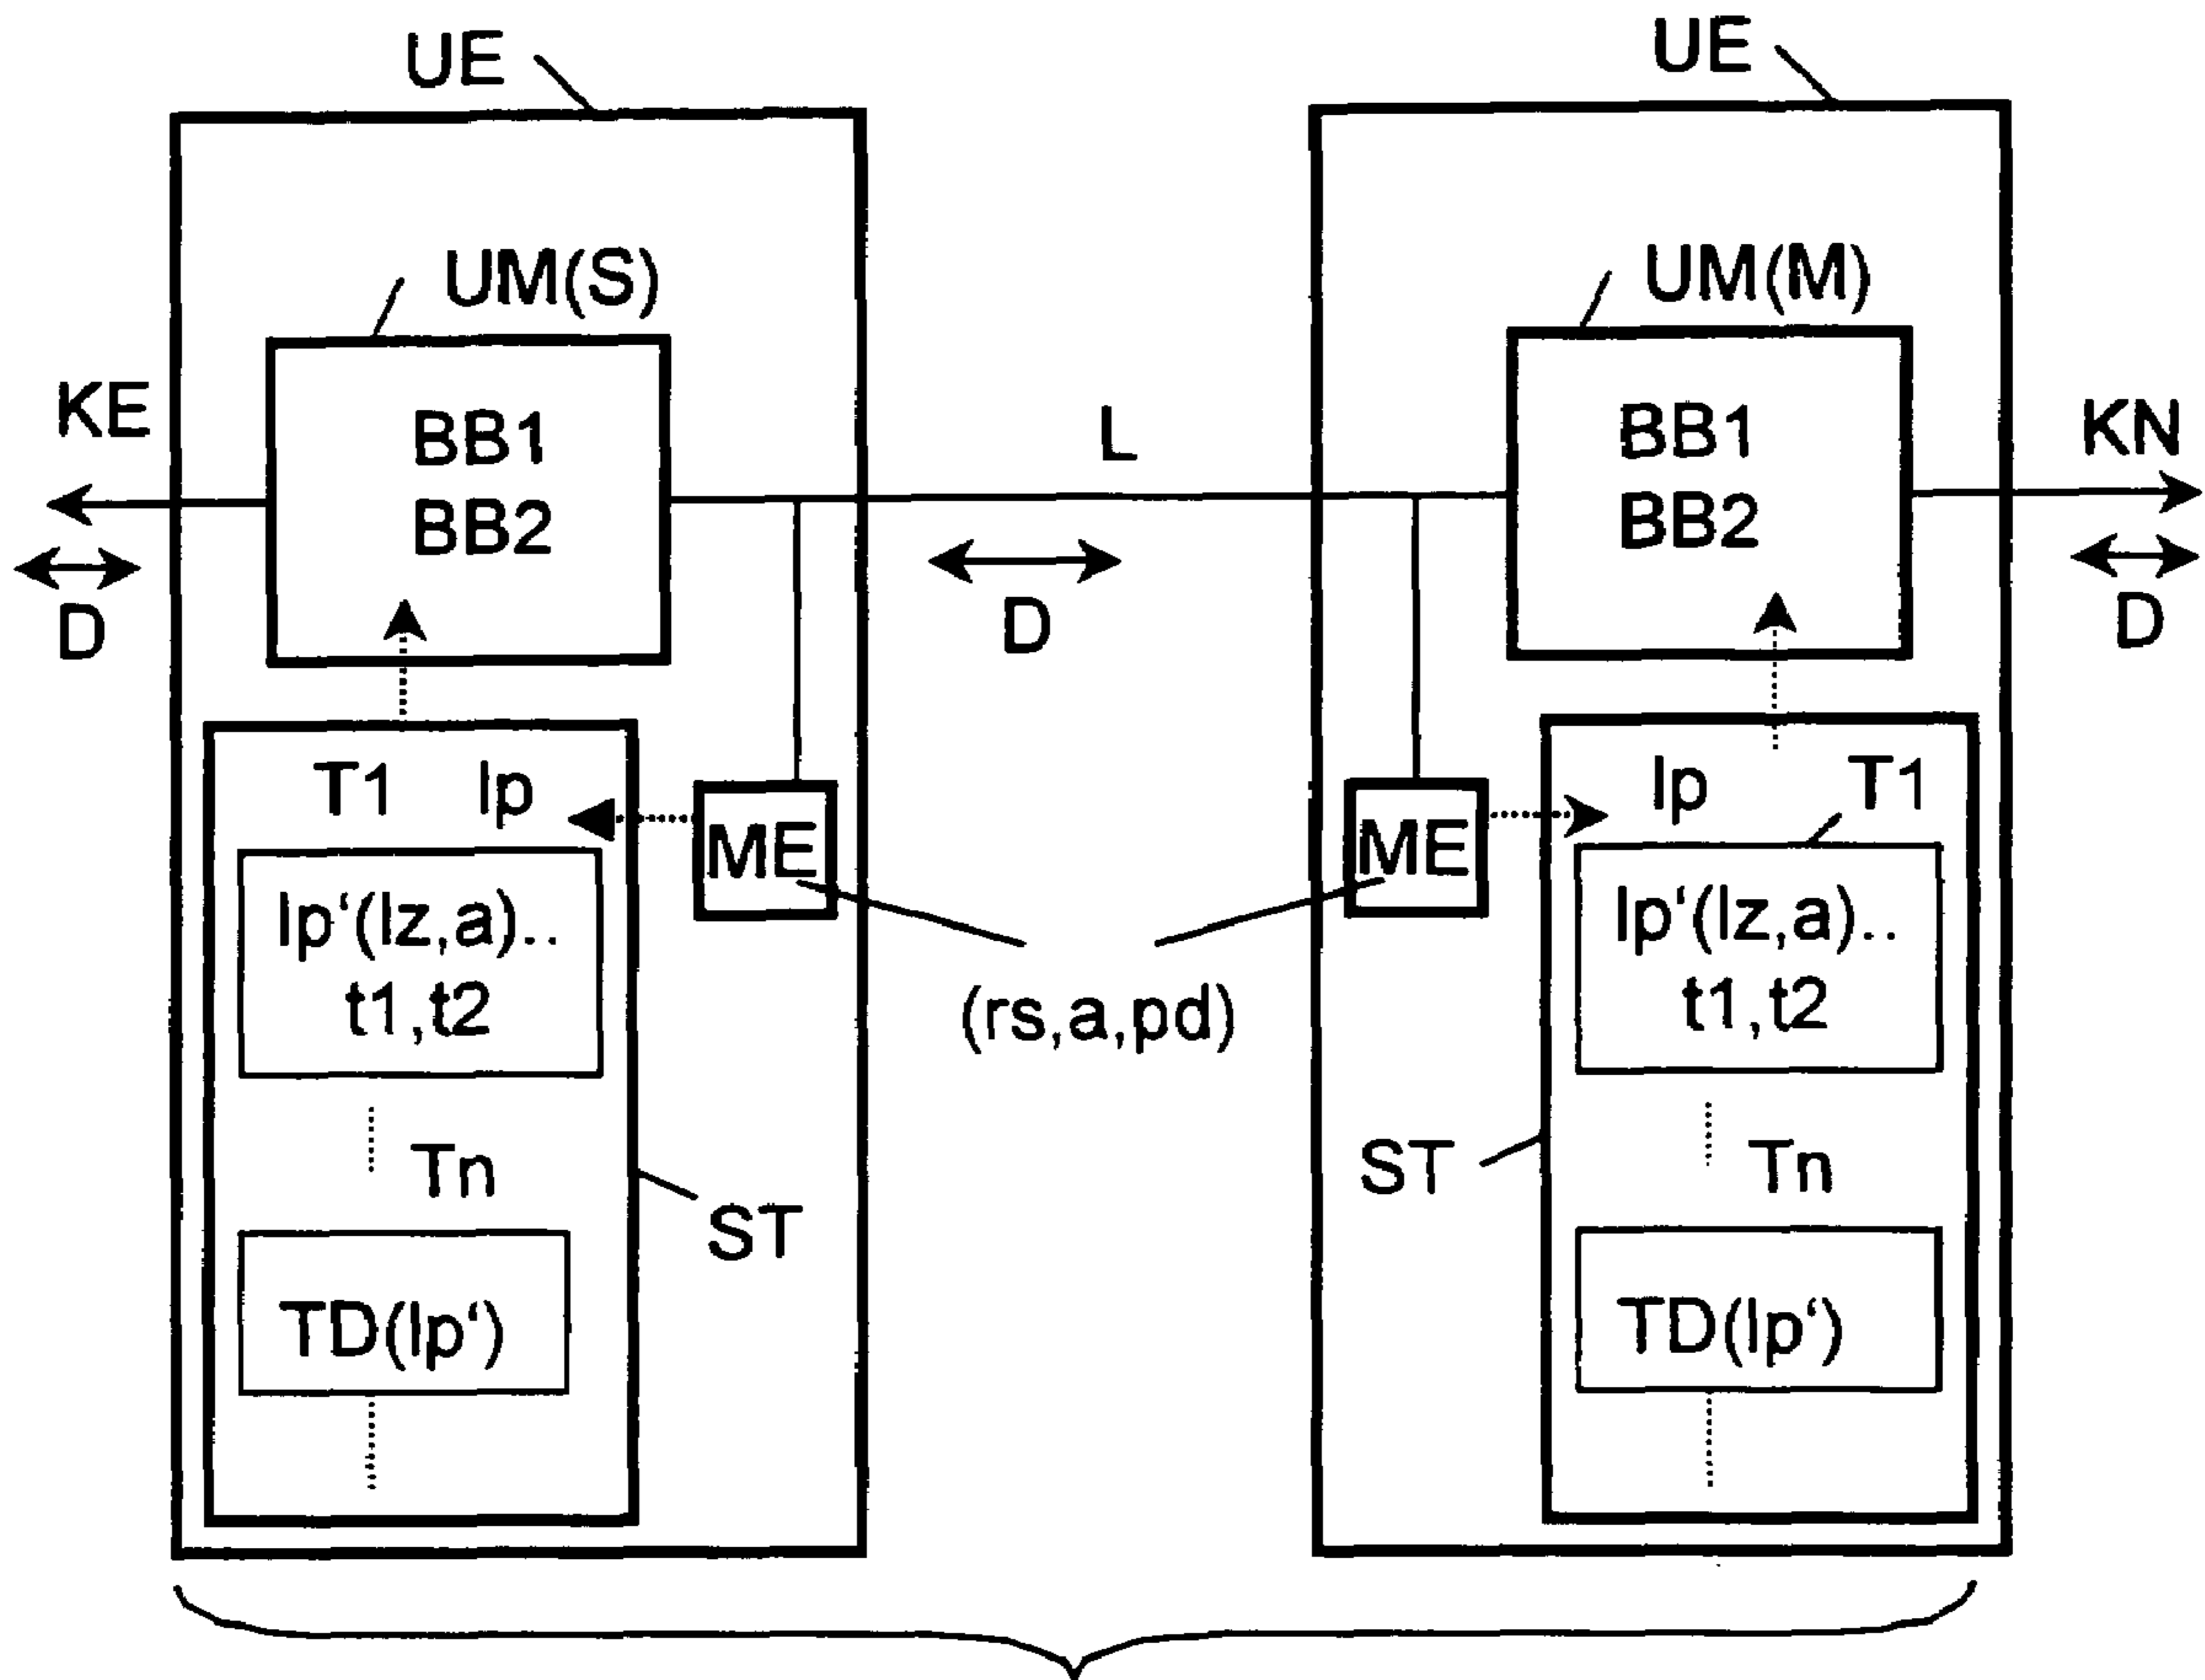 UE
UE
UM(S)
UM(M)
KE
BB1
BB2
L
BB1
BB2
KN
D
D
D
T1 lp
ME
ME
lp T1
lp‘(lz,a)..
t1,t2
(rs,a,pd)
lp‘(lz,a)..
t1,t2
Tn
ST
ST
Tn
TD(lp‘)
TD(lp‘)